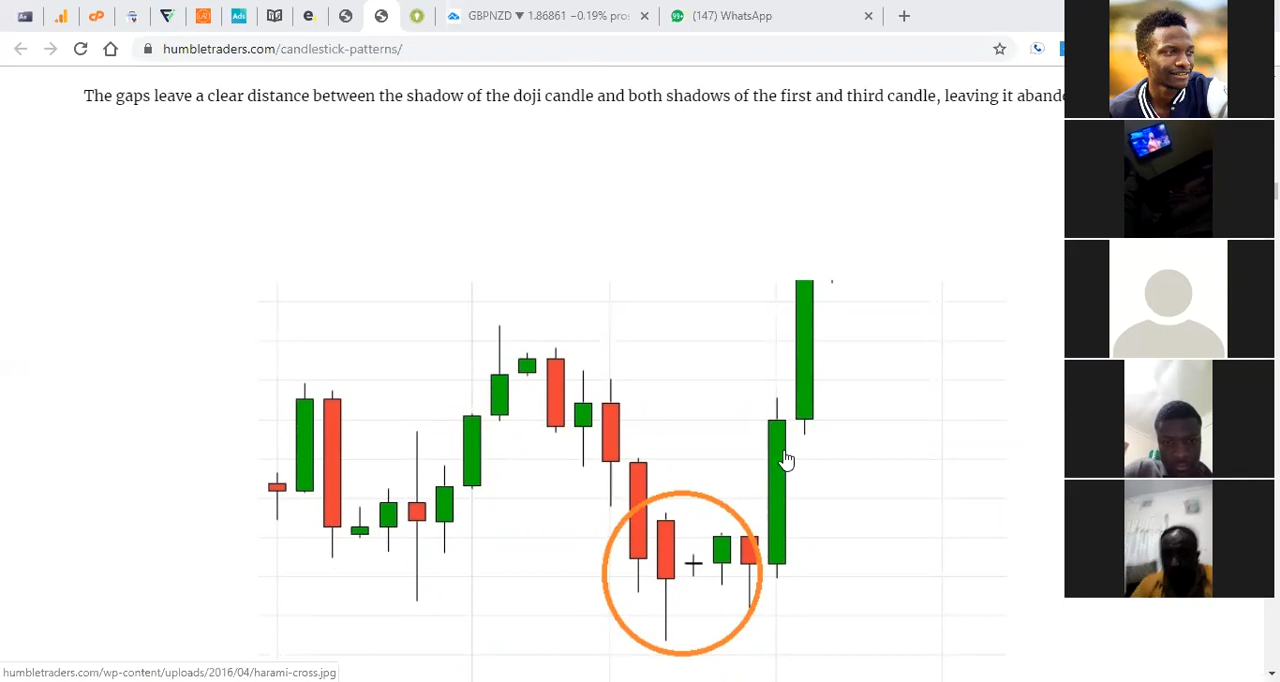 Ads
GBPNZD ▼ 1.86861 −0.19% pro
99+
(147) WhatsApp
humbletraders.com/candlestick-patterns/
The gaps leave a clear distance between the shadow of the doji candle and both shadows of the first and third candle, leaving it
humbletraders.com/wp-content/uploads/2016/04/harami-cross.jpg